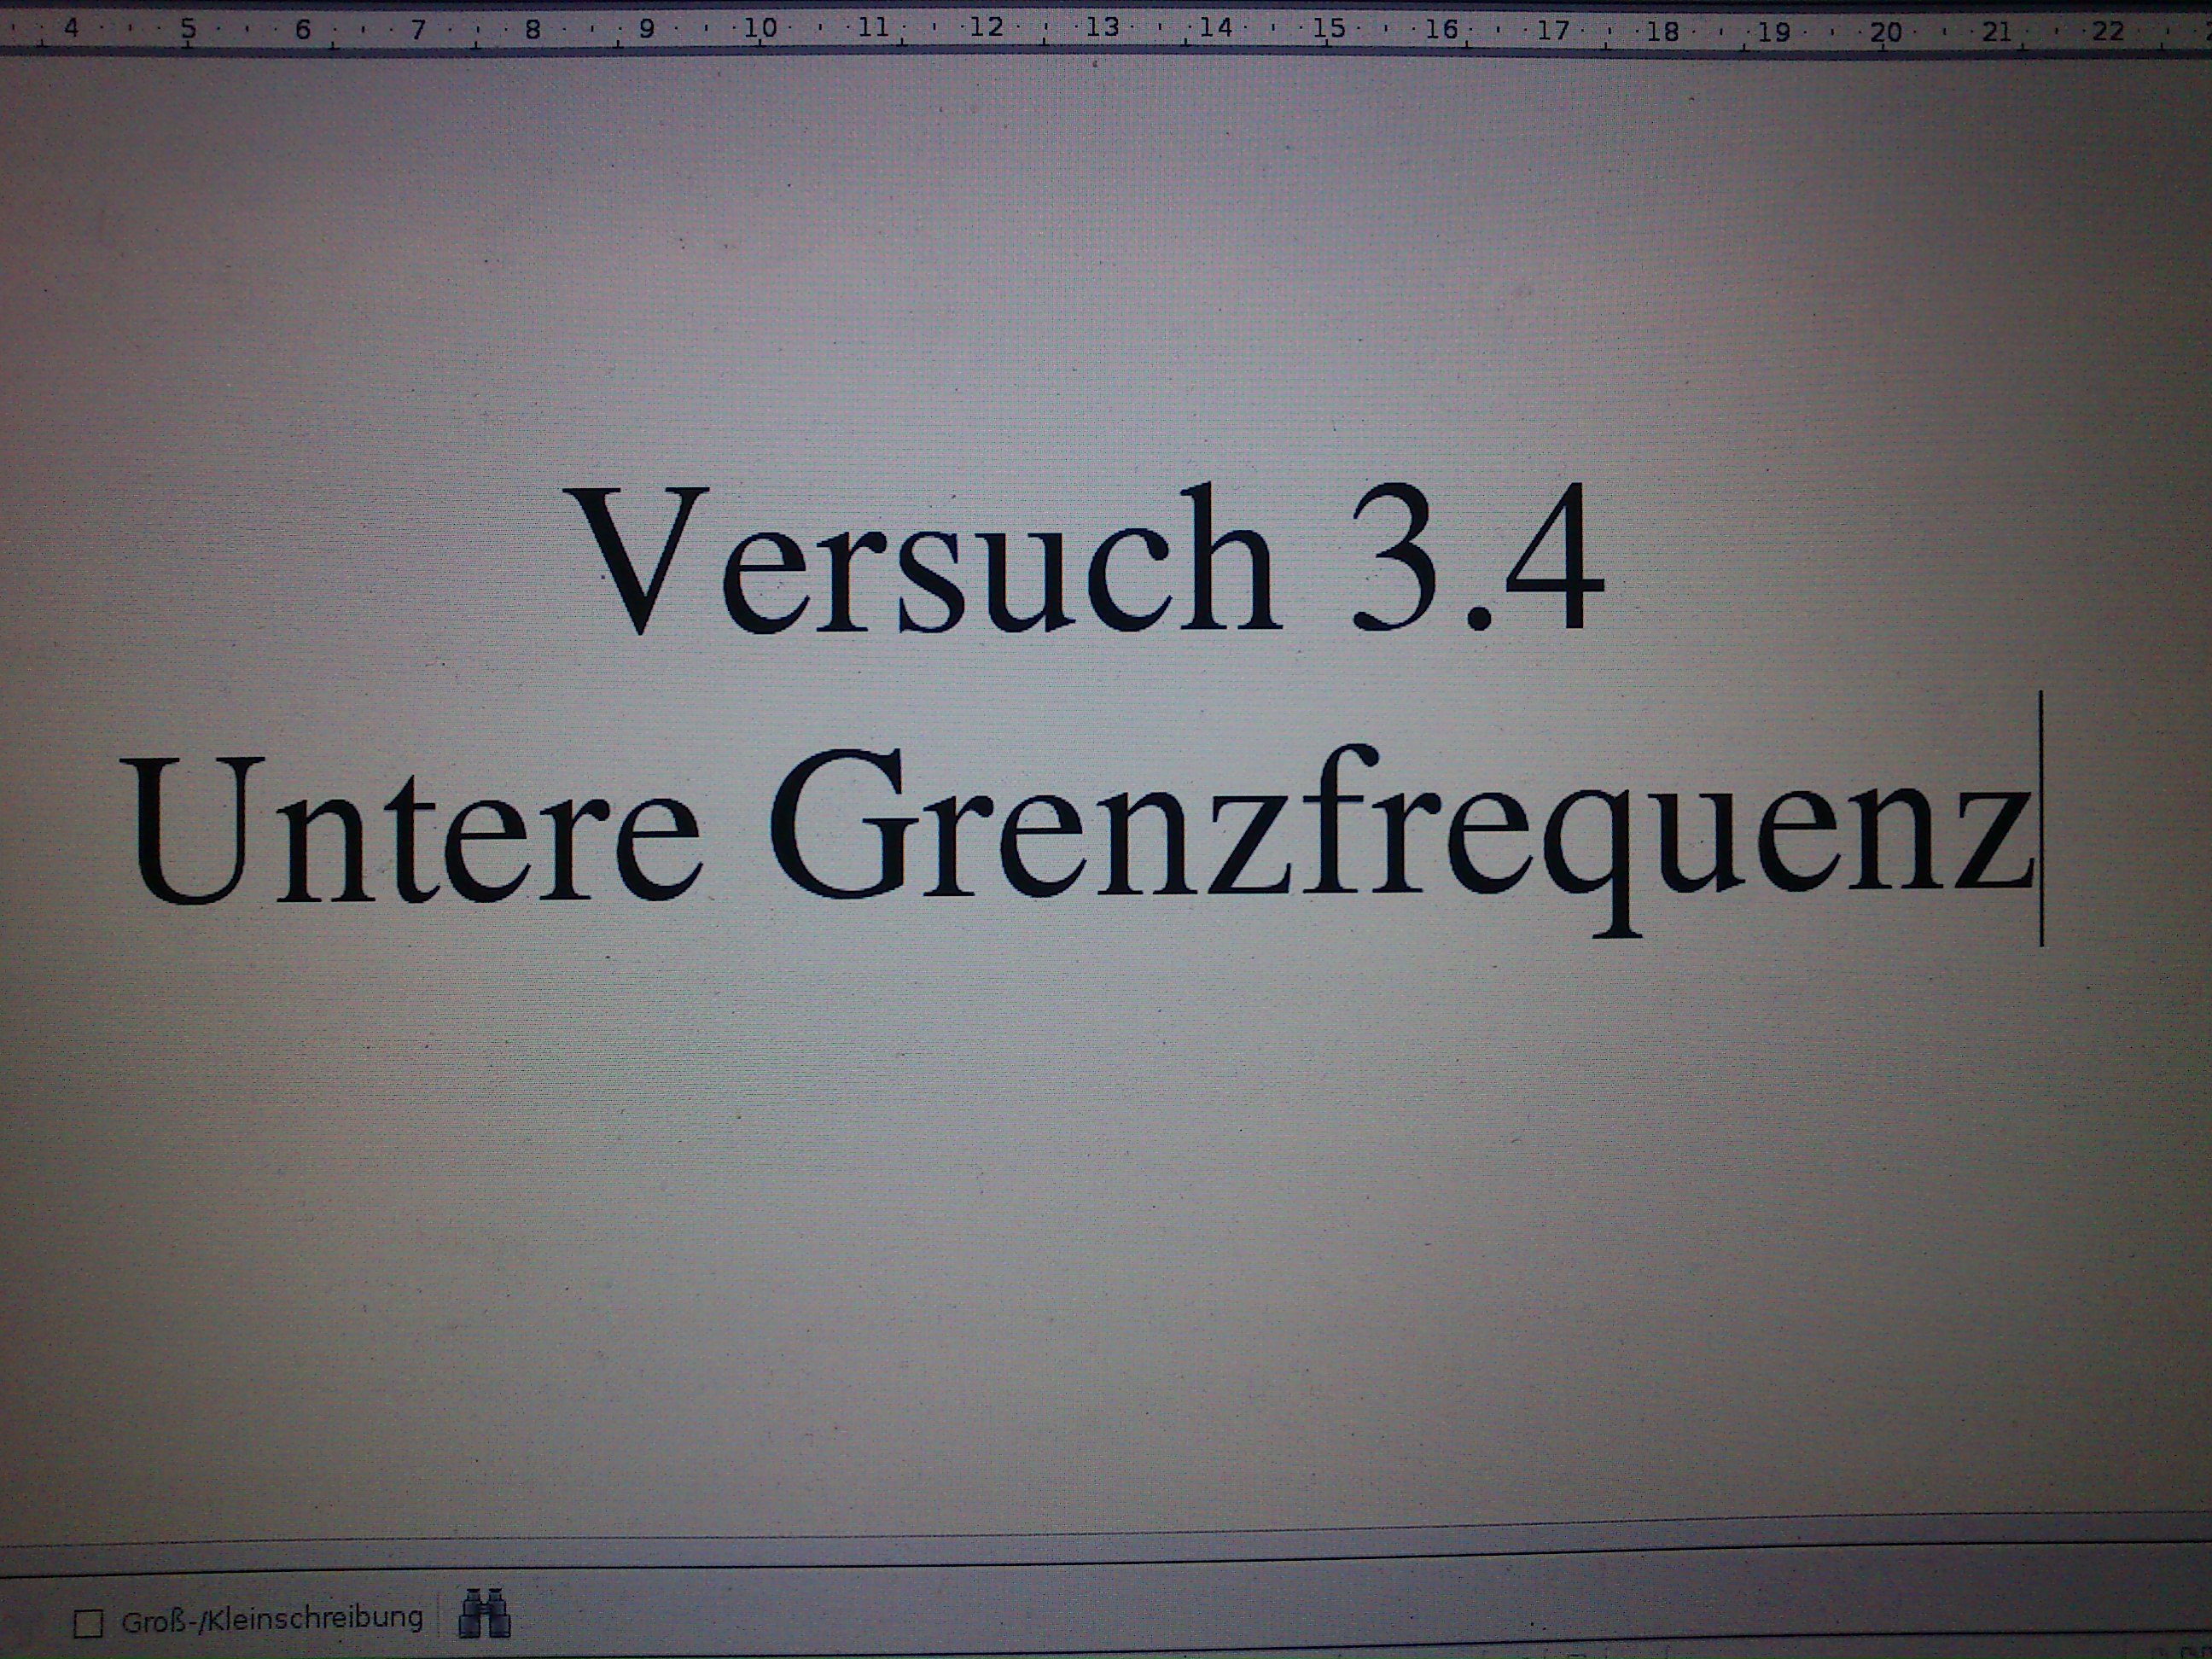 4 5 6 7 8 9 10 11 12 13 14 15 16 17 18 19 20 21 22
Versuch 3.4
Untere Grenzfrequenz
Groß-/Kleinschreibung